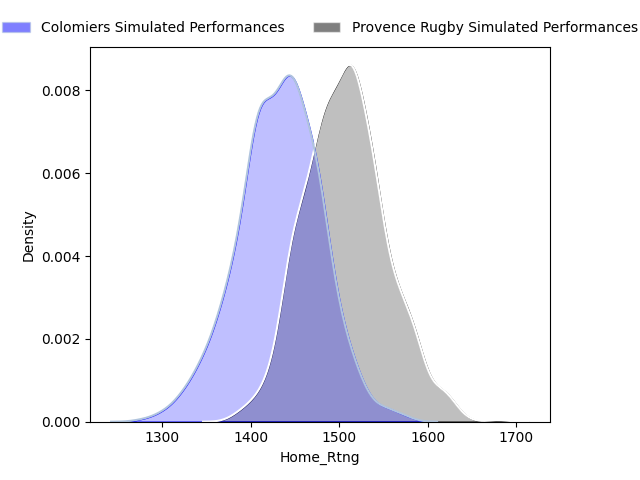 Colomiers Simulated Performances
Provence Rugby Simulated Performances
0.008
0.006
0.004
0.002
0.000
Density
1300
1400
1500
1600
1700
Home_Rtng